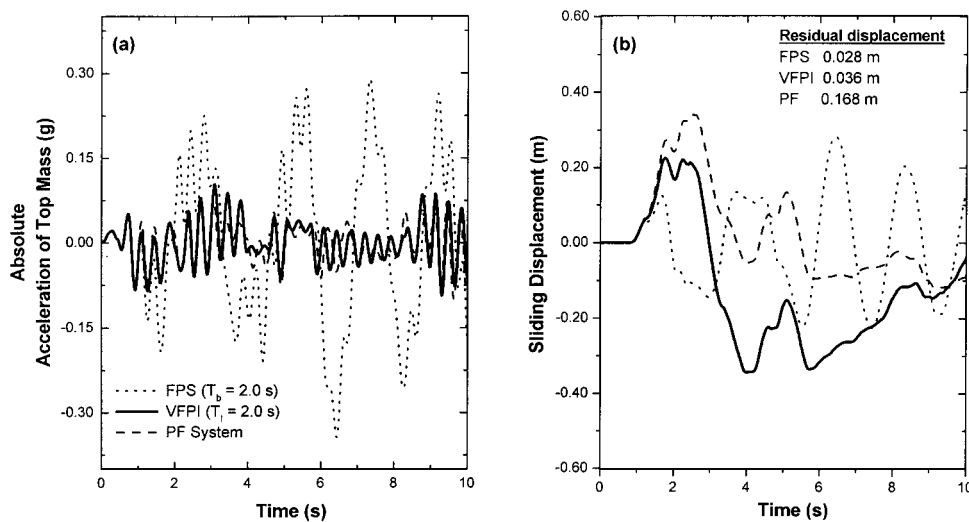 (a)
0.30
0.15
0.00
-0.15
-0.30
Absolute
Acceleration of Top Mass (g)
FPS (T_b = 2.0 s)
VFPI (T_i = 2.0 s)
PF System
0 2 4 6 8 10
Time (s)
(b)
0.60
0.40
0.20
0.00
-0.20
-0.40
-0.60
Sliding Displacement (m)
Residual displacement
FPS 0.028 m
VFPI 0.036 m
PF 0.168 m
0 2 4 6 8 10
Time (s)